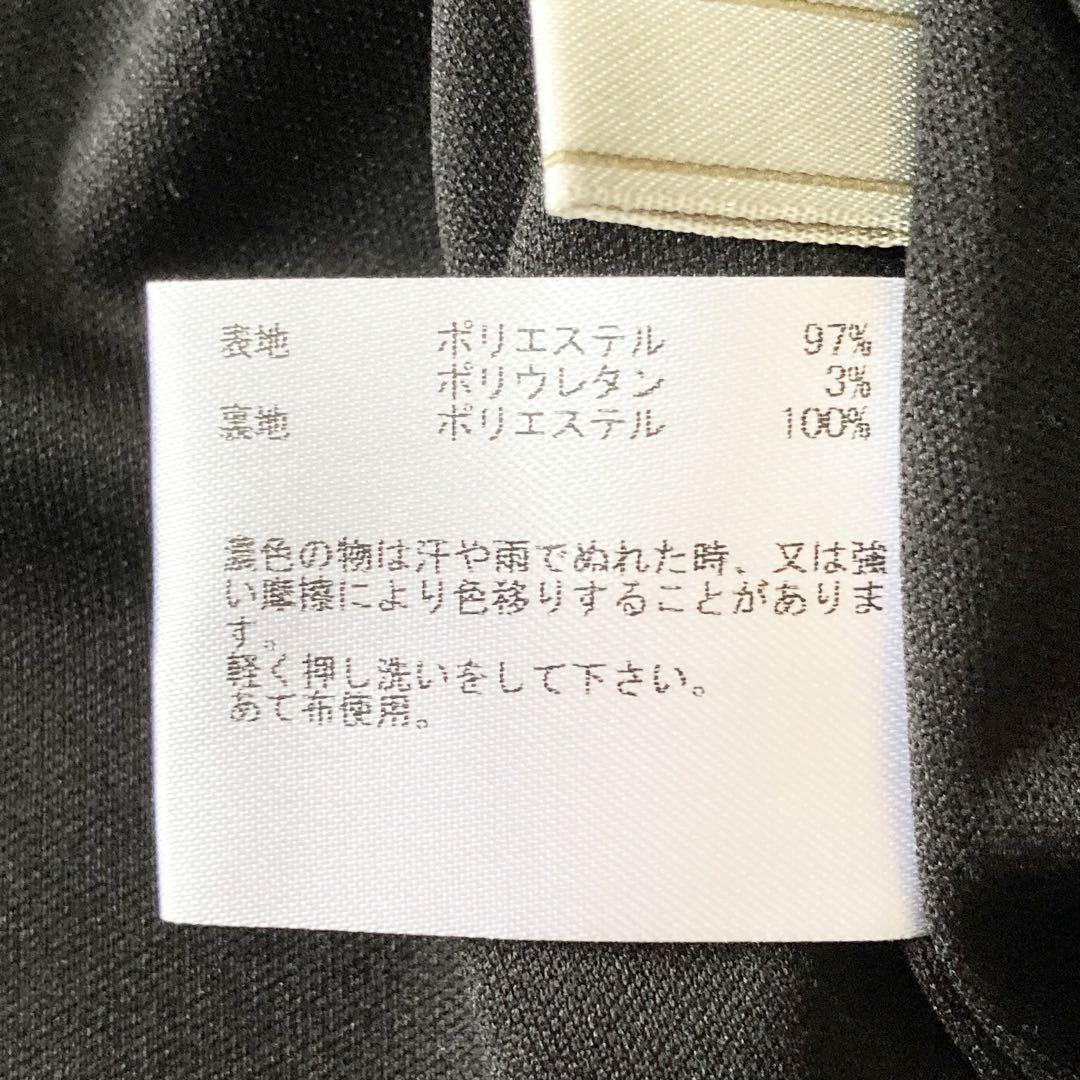 表地 ポリエステル 97%
ポリウレタン 3%
裏地 ポリエステル 100%
濃色の物は汗や雨でぬれた時、又は強
い摩擦により色移りすることがありま
す。
軽く押し洗いをして下さい。
あて布使用。